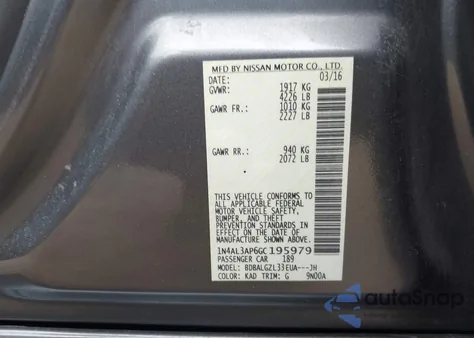 MFD BY NISSAN MOTOR CO., LTD.
DATE: 03/16
GVWR: 1917 KG
4226 LB
GAWR FR.: 1010 KG
2227 LB
GAWR RR.: 940 KG
2072 LB
THIS VEHICLE CONFORMS TO
ALL APPLICABLE FEDERAL
MOTOR VEHICLE SAFETY,
BUMPER, AND THEFT
PREVENTION STANDARDS
IN EFFECT ON THE DATE OF
MANUFACTURE SHOWN ABOVE.
1N4AL3AP6GC195979
PASSENGER CAR 189
MODEL: BDBALGZL33EUA---JH
COLOR: KAD TRIM: G 9N00A
autoSnap